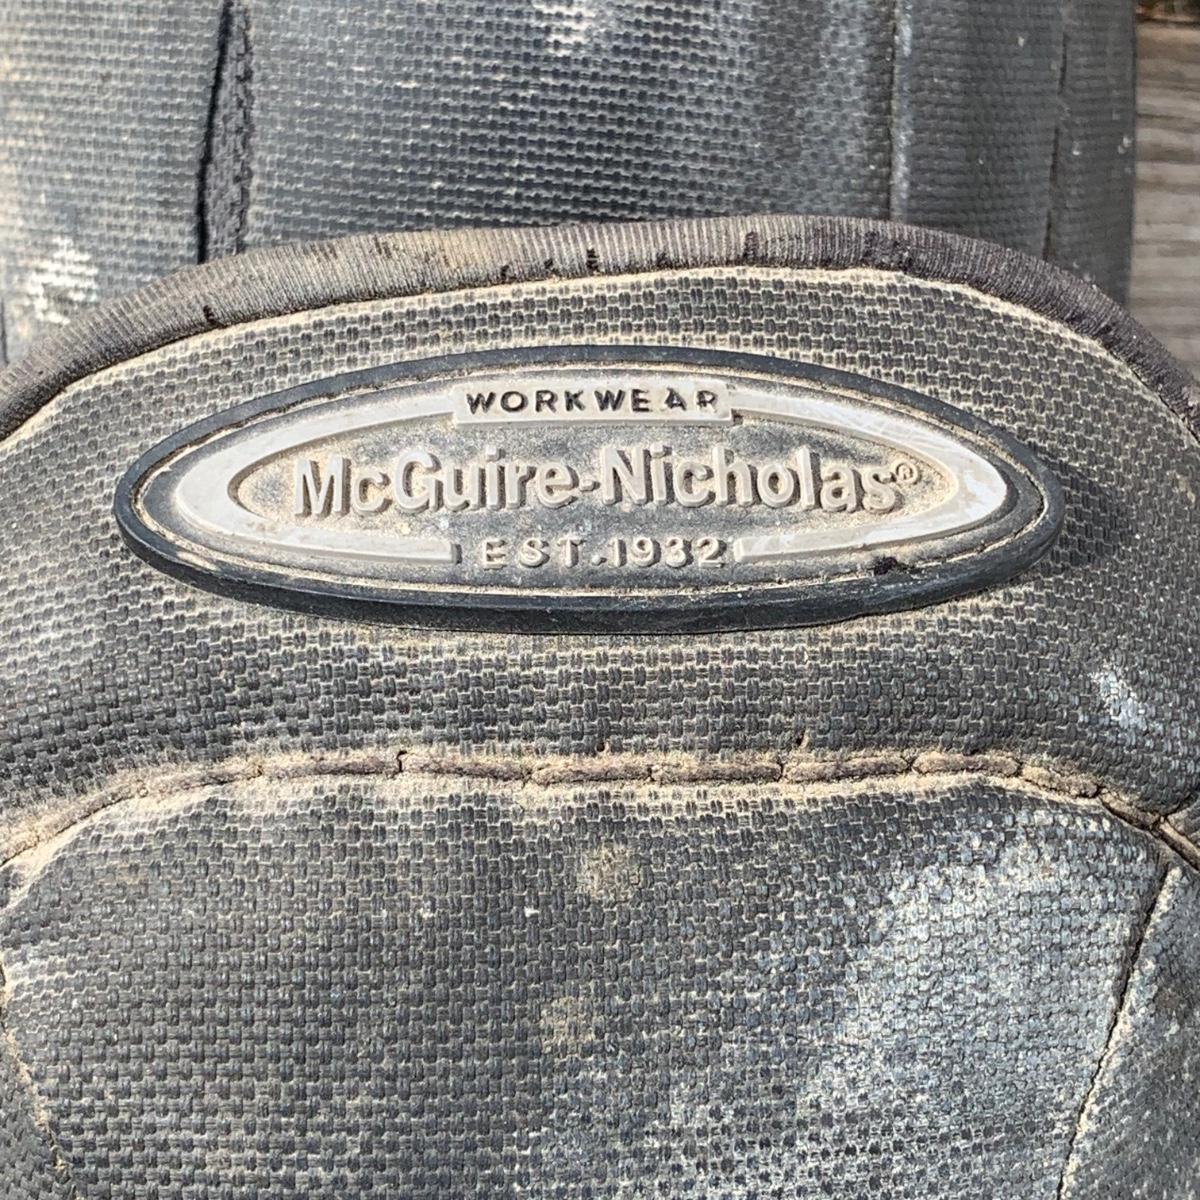 WORKWEAR
McGuire-Nicholas®
EST. 1932